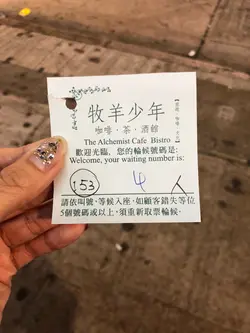 牧羊少年
咖啡·茶·酒館
The Alchemist Cafe Bistro
歡迎光臨，您的輪候號碼是:
Welcome, your waiting number is:
153 4 人
請依叫號，等候入座，如顧客錯失等位
5個號碼或以上，須重新取票輪候。